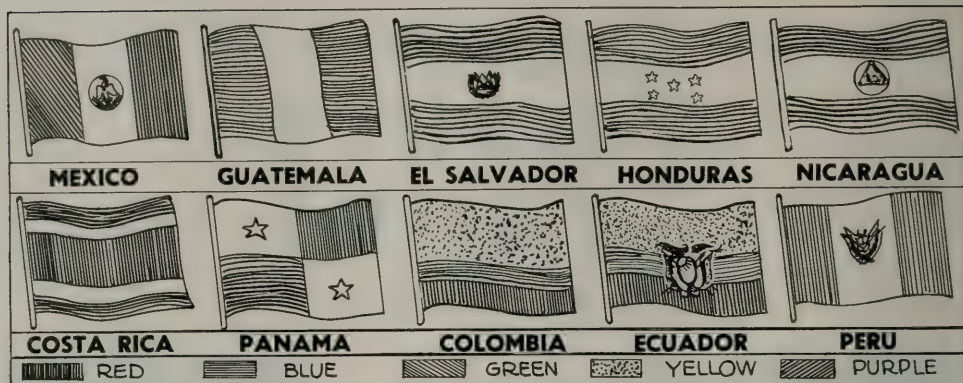 MEXICO GUATEMALA EL SALVADOR HONDURAS NICARAGUA
COSTA RICA PANAMA COLOMBIA ECUADOR PERU
RED BLUE GREEN YELLOW PURPLE